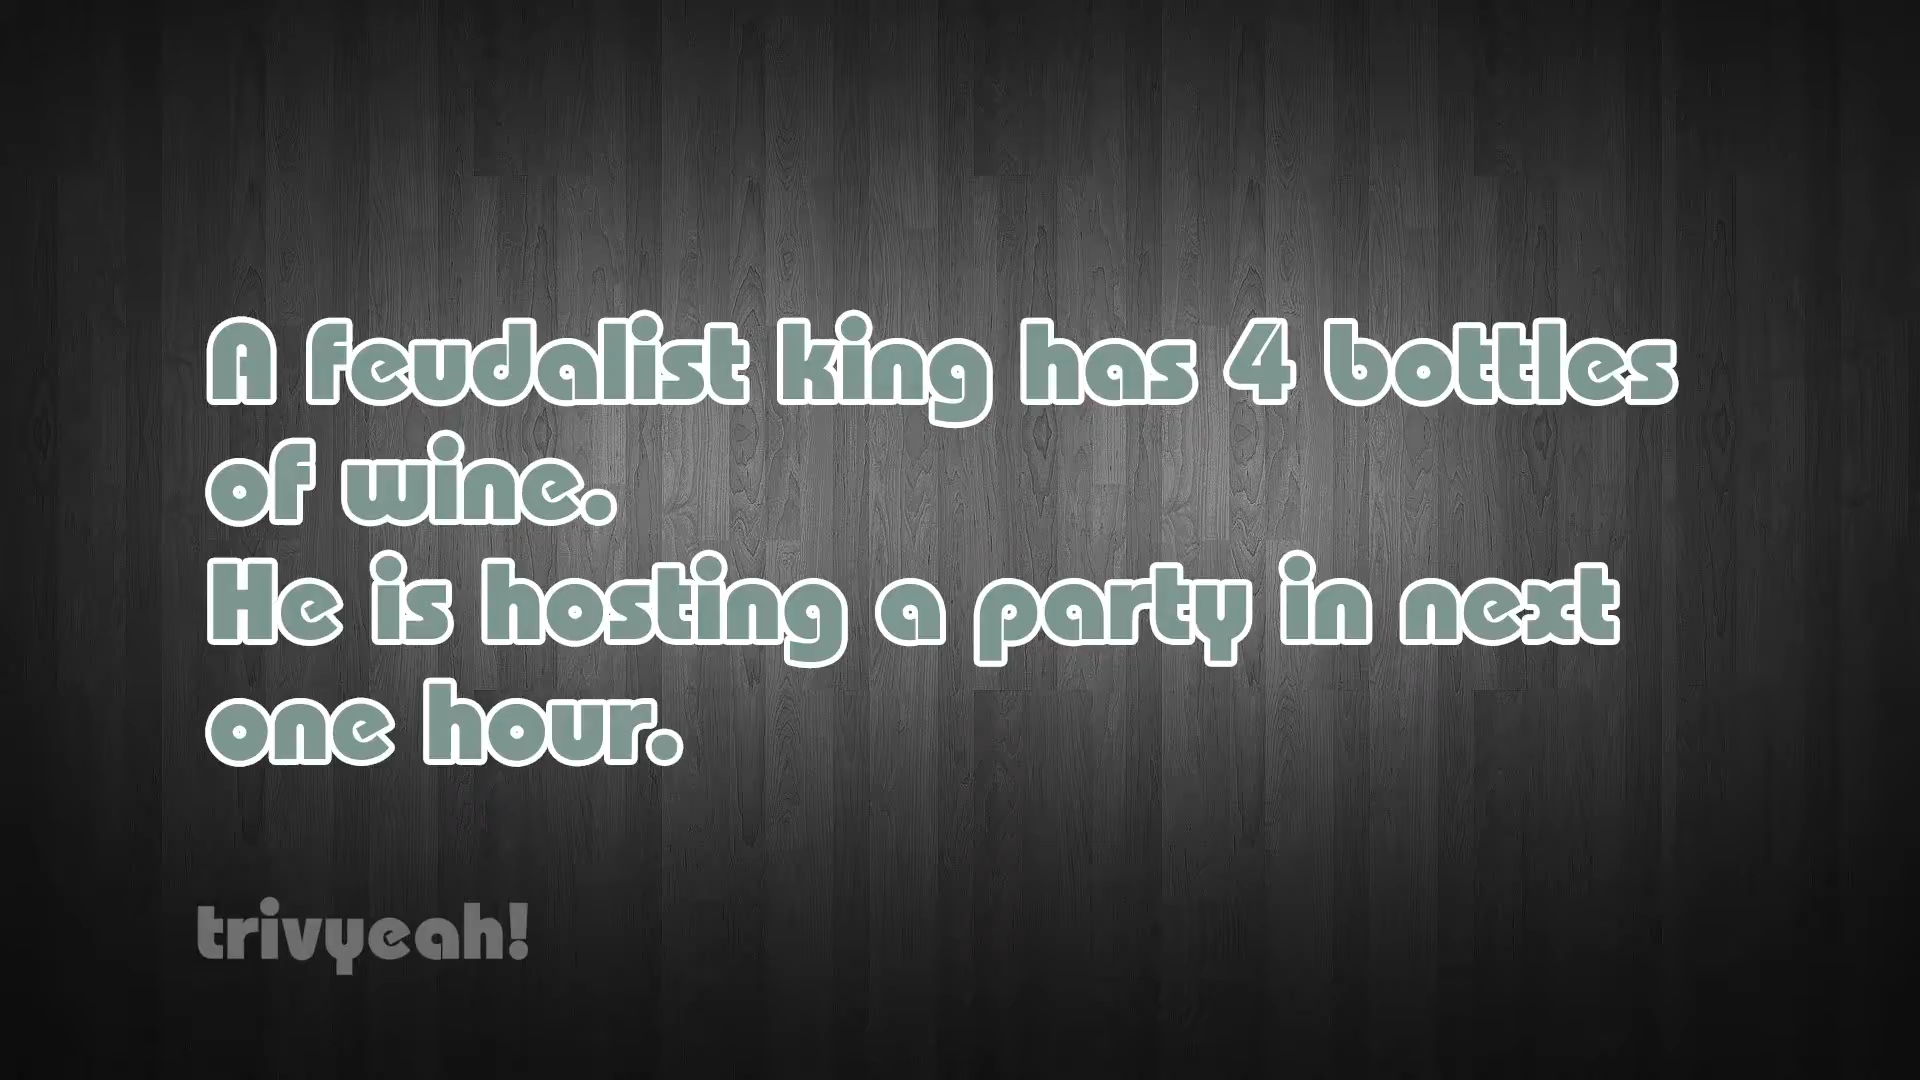 A feudalist king has 4 bottles
of wine.
He is hosting a party in next
one hour.
trivyeah!